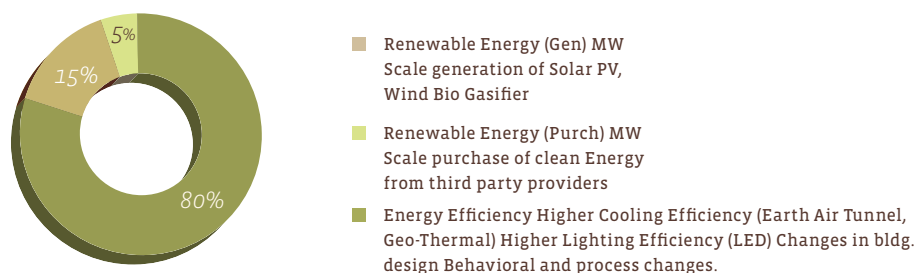 5%
15%
80%
Renewable Energy (Gen) MW
Scale generation of Solar PV,
Wind Bio Gasifier
Renewable Energy (Purch) MW
Scale purchase of clean Energy
from third party providers
Energy Efficiency Higher Cooling Efficiency (Earth Air Tunnel,
Geo-Thermal) Higher Lighting Efficiency (LED) Changes in bldg.
design Behavioral and process changes.